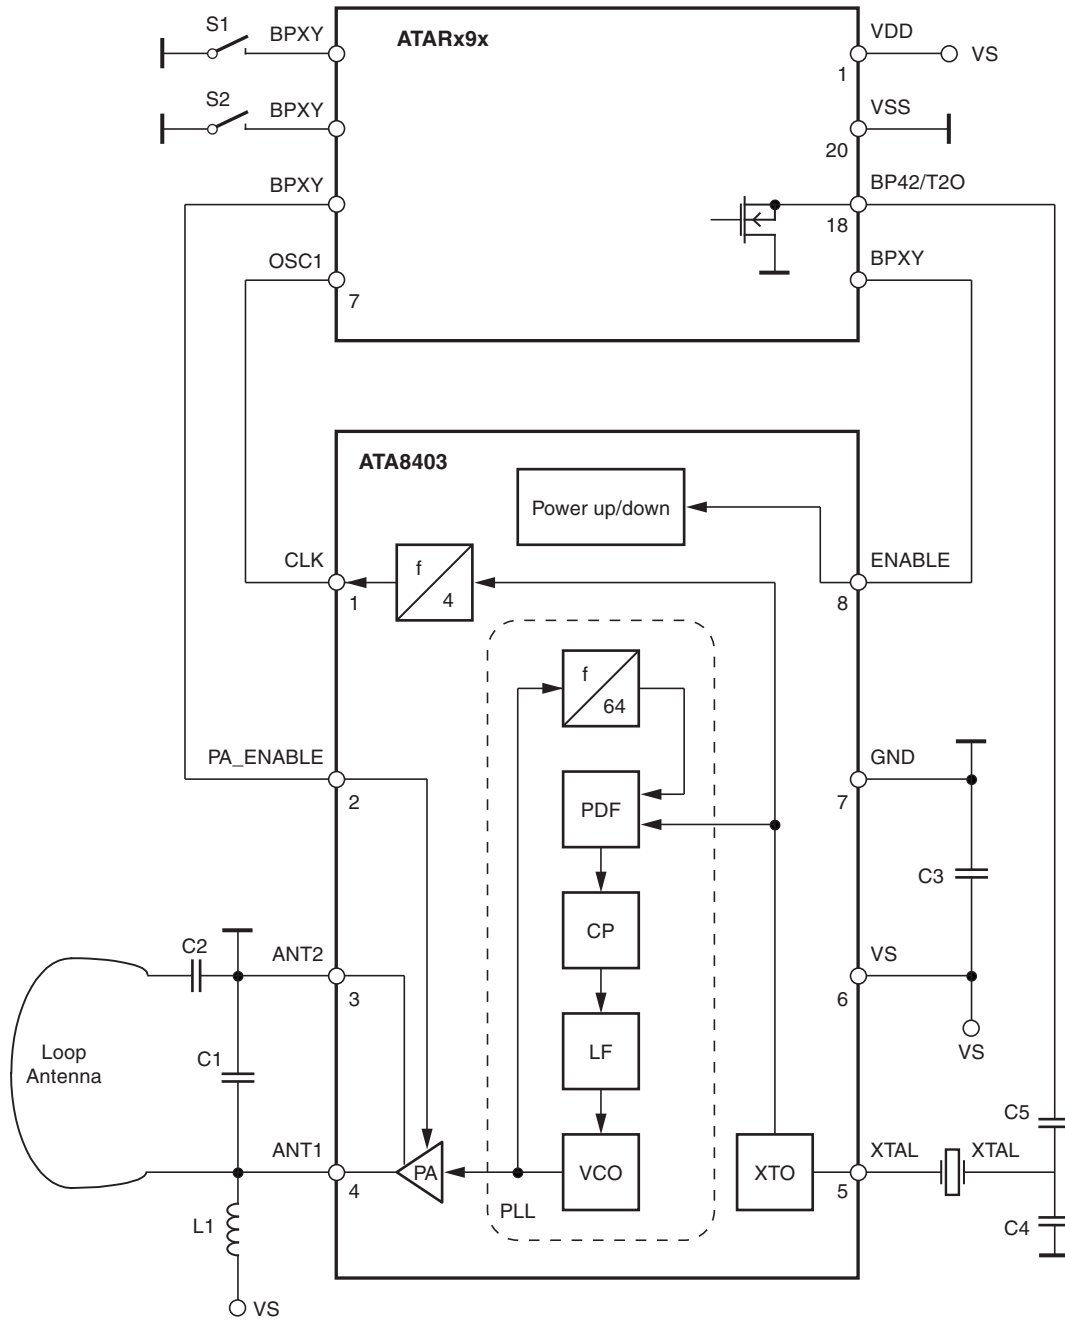 S1
BPXY
ATARx9x
VDD
VS
1
S2
BPXY
VSS
20
BPXY
BP42/T2O
18
OSC1
7
BPXY
ATA8403
Power up/down
CLK
1
f
4
ENABLE
8
f
64
PA_ENABLE
2
PDF
GND
7
C3
CP
C2
ANT2
3
VS
6
VS
Loop
Antenna
C1
LF
C5
ANT1
4
PA
VCO
XTO
XTAL
5
XTAL
PLL
L1
C4
VS